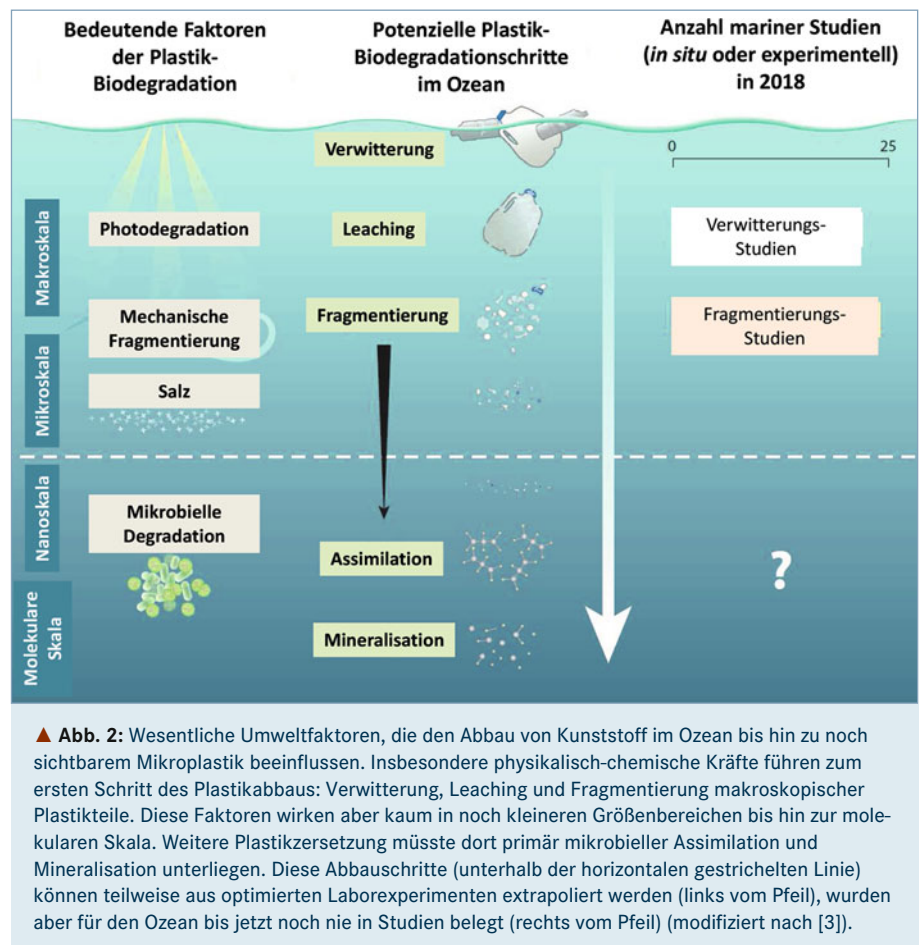 Bedeutende Faktoren
der Plastik-
Biodegradation
Potenzielle Plastik-
Biodegradationschritte
im Ozean
Anzahl mariner Studien
(in situ oder experimentell)
in 2018
0
25
Makroskala
Mikroskala
Nanoskala
Molekulare
Skala
Photodegradation
Mechanische
Fragmentierung
Salz
Mikrobielle
Degradation
Verwitterung
Leaching
Fragmentierung
Assimilation
Mineralisation
Verwitterungs-
Studien
Fragmentierungs-
Studien
?
▲ Abb. 2: Wesentliche Umweltfaktoren, die den Abbau von Kunststoff im Ozean bis hin zu noch
sichtbarem Mikroplastik beeinflussen. Insbesondere physikalisch-chemische Kräfte führen zum
ersten Schritt des Plastikabbaus: Verwitterung, Leaching und Fragmentierung makroskopischer
Plastikteile. Diese Faktoren wirken aber kaum in noch kleineren Größenbereichen bis hin zur mole-
kularen Skala. Weitere Plastikzersetzung müsste dort primär mikrobieller Assimilation und
Mineralisation unterliegen. Diese Abbauschritte (unterhalb der horizontalen gestrichelten Linie)
können teilweise aus optimierten Laborexperimenten extrapoliert werden (links vom Pfeil), wurden
aber für den Ozean bis jetzt noch nie in Studien belegt (rechts vom Pfeil) (modifiziert nach [3]).